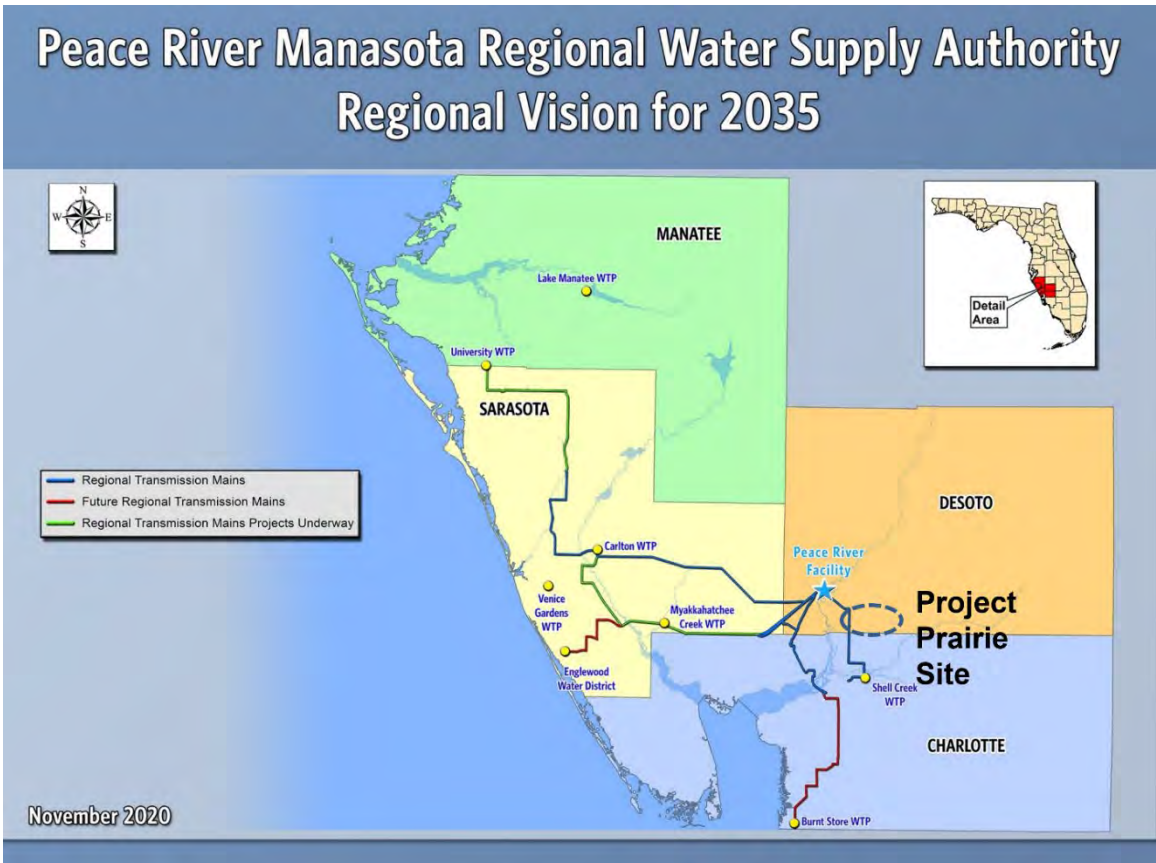 Peace River Manasota Regional Water Supply Authority
Regional Vision for 2035
N
W E
S
MANATEE
Lake Manatee WTP
Detail
Area
University WTP
SARASOTA
Regional Transmission Mains
Future Regional Transmission Mains
Regional Transmission Mains Projects Underway
DESOTO
Carlton WTP
Peace River
Facility
Venice
Gardens
WTP
Myakkahatchee
Creek WTP
Project
Prairie
Site
Englewood
Water District
Shell Creek
WTP
CHARLOTTE
November 2020
Burnt Store WTP